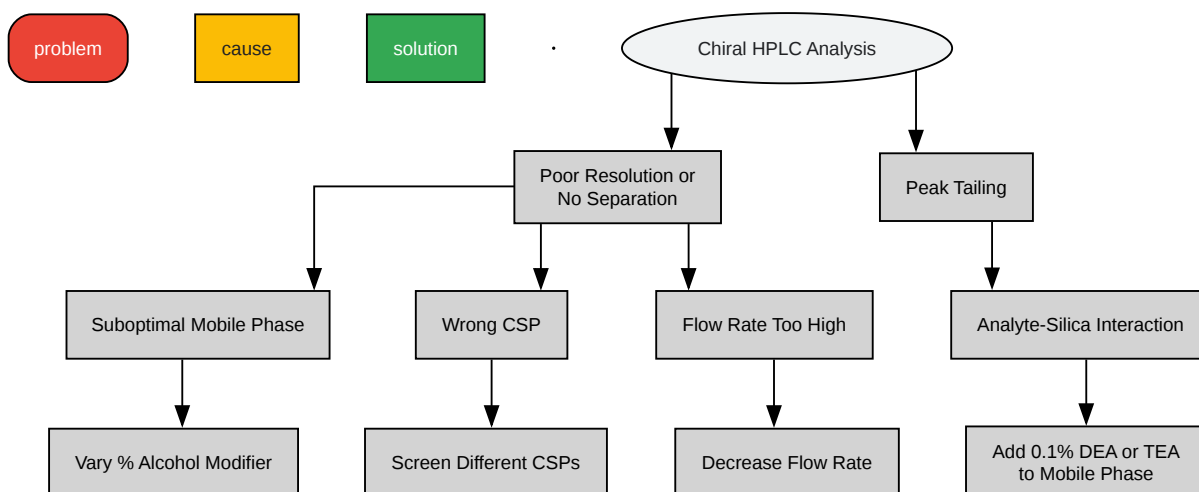 problem
cause
solution
Chiral HPLC Analysis
Poor Resolution or
No Separation
Peak Tailing
Suboptimal Mobile Phase
Wrong CSP
Flow Rate Too High
Analyte-Silica Interaction
Vary % Alcohol Modifier
Screen Different CSPs
Decrease Flow Rate
Add 0.1% DEA or TEA
to Mobile Phase